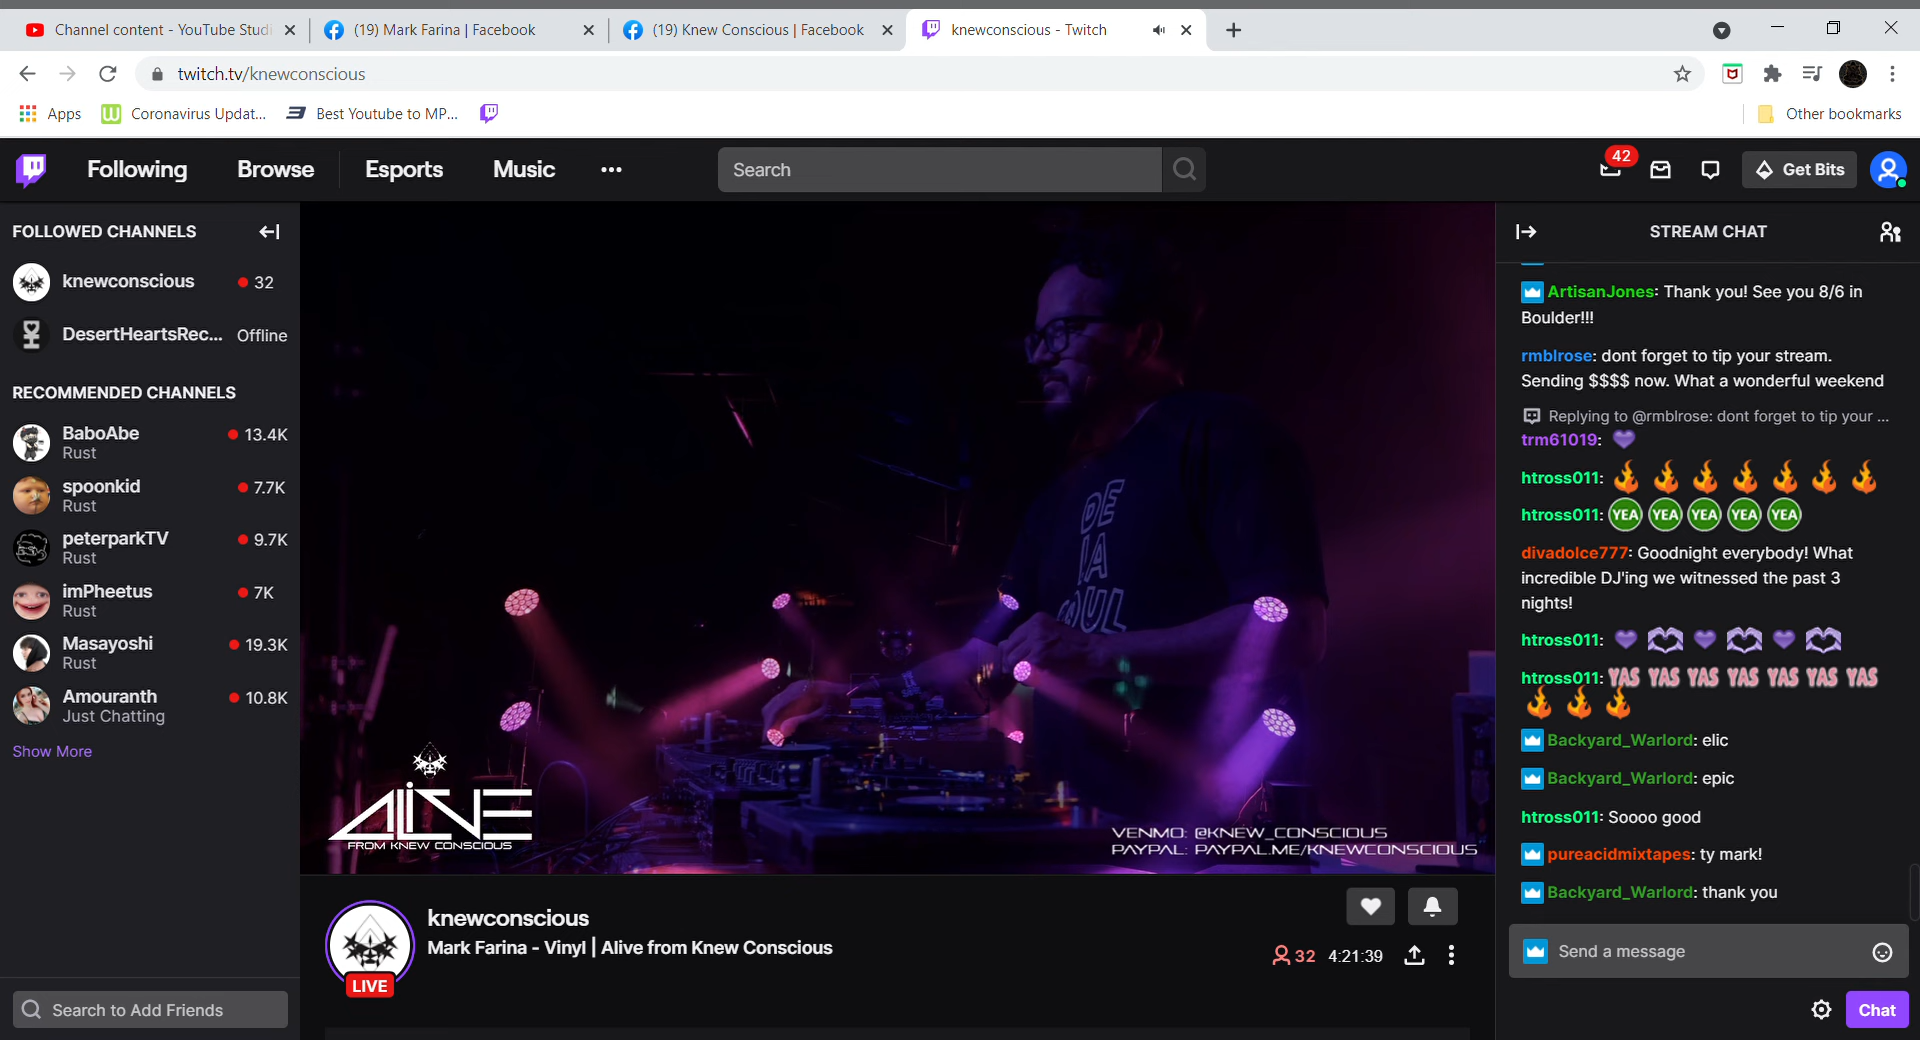 Channel content - YouTube Studi
(19) Mark Farina | Facebook
(19) Knew Conscious | Facebook
knewconscious - Twitch
twitch.tv/knewconscious
Apps
Coronavirus Updat...
Best Youtube to MP...
Other bookmarks
Following
Browse
Esports
Music
Search
42
Get Bits
FOLLOWED CHANNELS
knewconscious
32
DesertHeartsRec...
Offline
RECOMMENDED CHANNELS
BaboAbe
13.4K
Rust
spoonkid
7.7K
Rust
peterparkTV
9.7K
Rust
imPheetus
7K
Rust
Masayoshi
19.3K
Rust
Amouranth
10.8K
Just Chatting
Show More
Search to Add Friends
DE
LA
SOUL
ALIVE
FROM KNEW CONSCIOUS
VENMO: @KNEW_CONSCIOUS
PAYPAL: PAYPAL.ME/KNEWCONSCIOUS
LIVE
knewconscious
Mark Farina - Vinyl | Alive from Knew Conscious
32
4:21:39
STREAM CHAT
ArtisanJones: Thank you! See you 8/6 in
Boulder!!!
rmblrose: dont forget to tip your stream.
Sending $$$$ now. What a wonderful weekend
Replying to @rmblrose: dont forget to tip your ...
trm61019:
htross011:
htross011: YEA YEA YEA YEA YEA
divadolce777: Goodnight everybody! What
incredible DJ'ing we witnessed the past 3
nights!
htross011:
htross011: YAS YAS YAS YAS YAS YAS YAS
Backyard_Warlord: elic
Backyard_Warlord: epic
htross011: Soooo good
pureacidmixtapes: ty mark!
Backyard_Warlord: thank you
Send a message
Chat